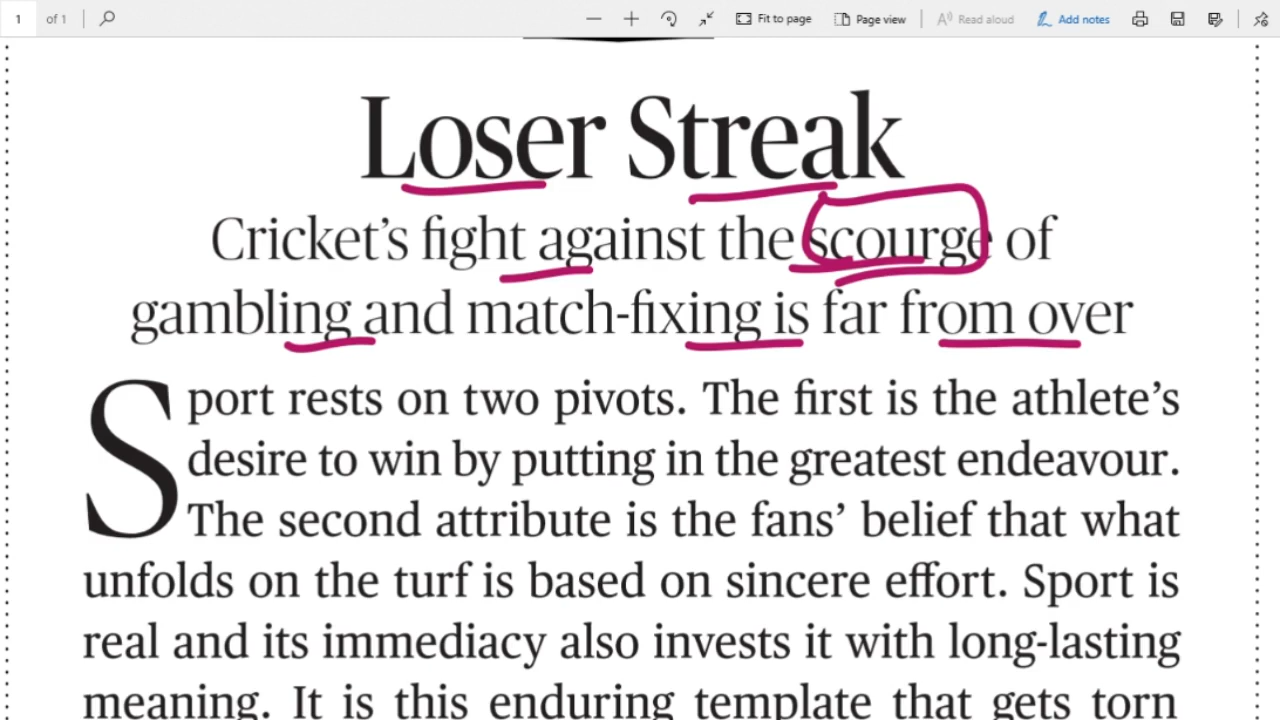 1 of 1 Fit to page Page view Read aloud Add notes
Loser Streak
Cricket's fight against the scourge of
gambling and match-fixing is far from over
Sport rests on two pivots. The first is the athlete's
desire to win by putting in the greatest endeavour.
The second attribute is the fans' belief that what
unfolds on the turf is based on sincere effort. Sport is
real and its immediacy also invests it with long-lasting
meaning. It is this enduring template that gets torn